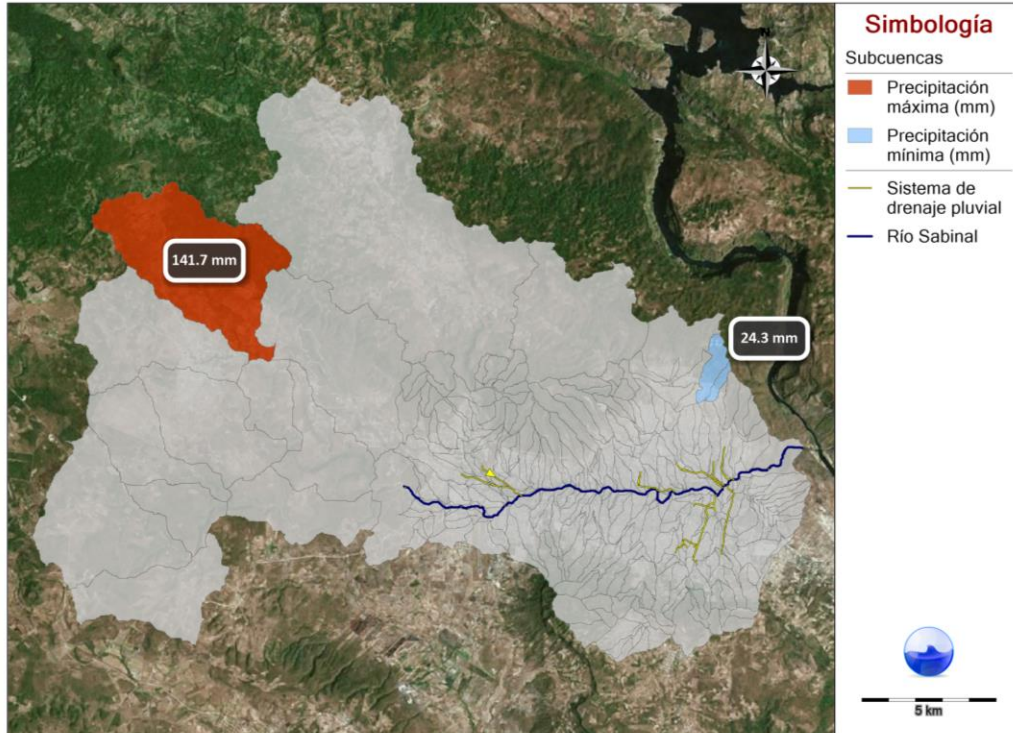 N
Simbología
Subcuencas
Precipitación
máxima (mm)
Precipitación
mínima (mm)
Sistema de
drenaje pluvial
Río Sabinal
141.7 mm
24.3 mm
5 km